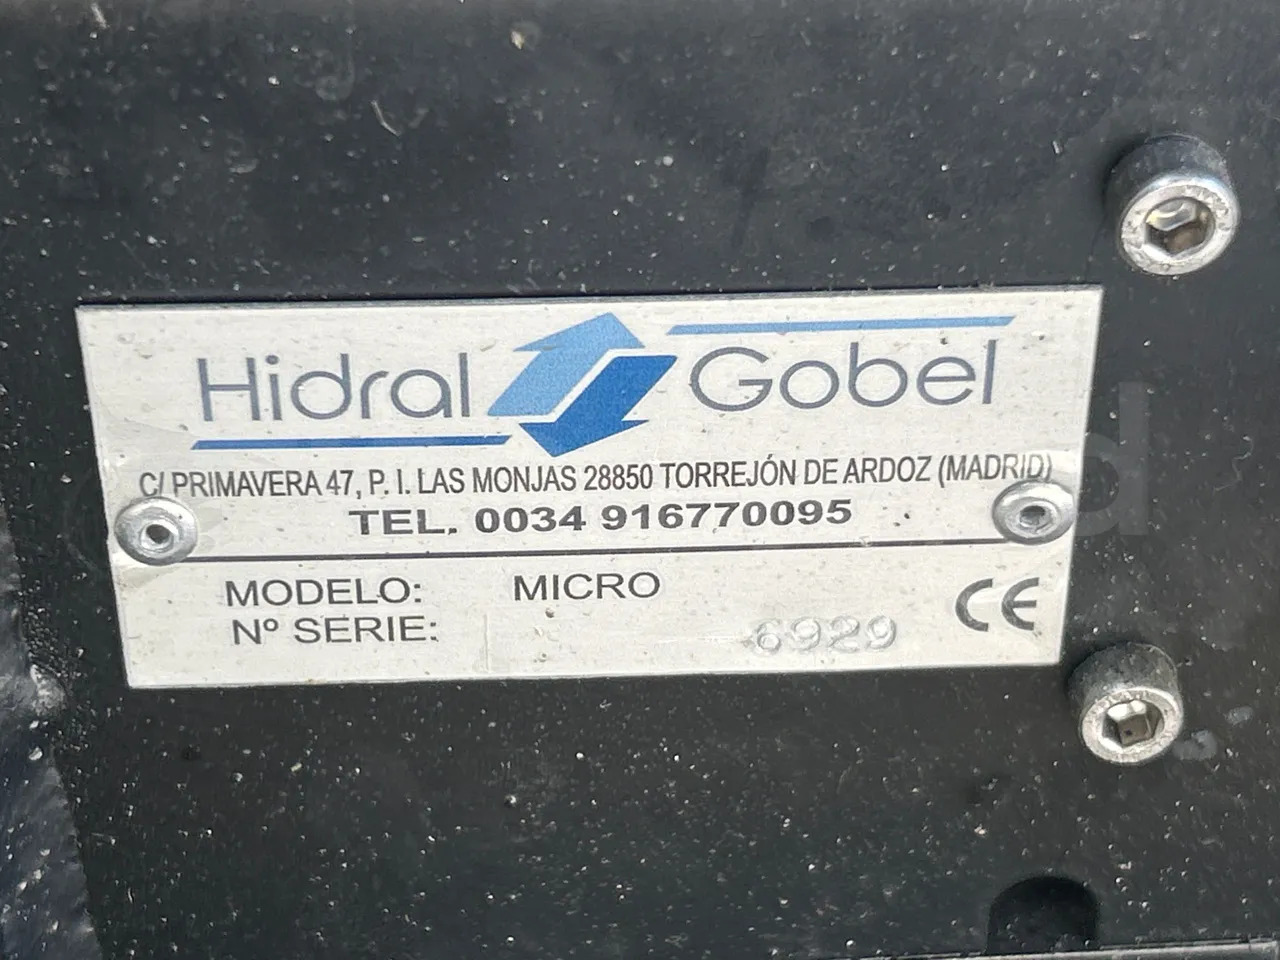 Hidral Gobel
C/ PRIMAVERA 47, P. I. LAS MONJAS 28850 TORREJÓN DE ARDOZ (MADRID)
TEL. 0034 916770095
MODELO: MICRO
Nº SERIE: 6929
CE